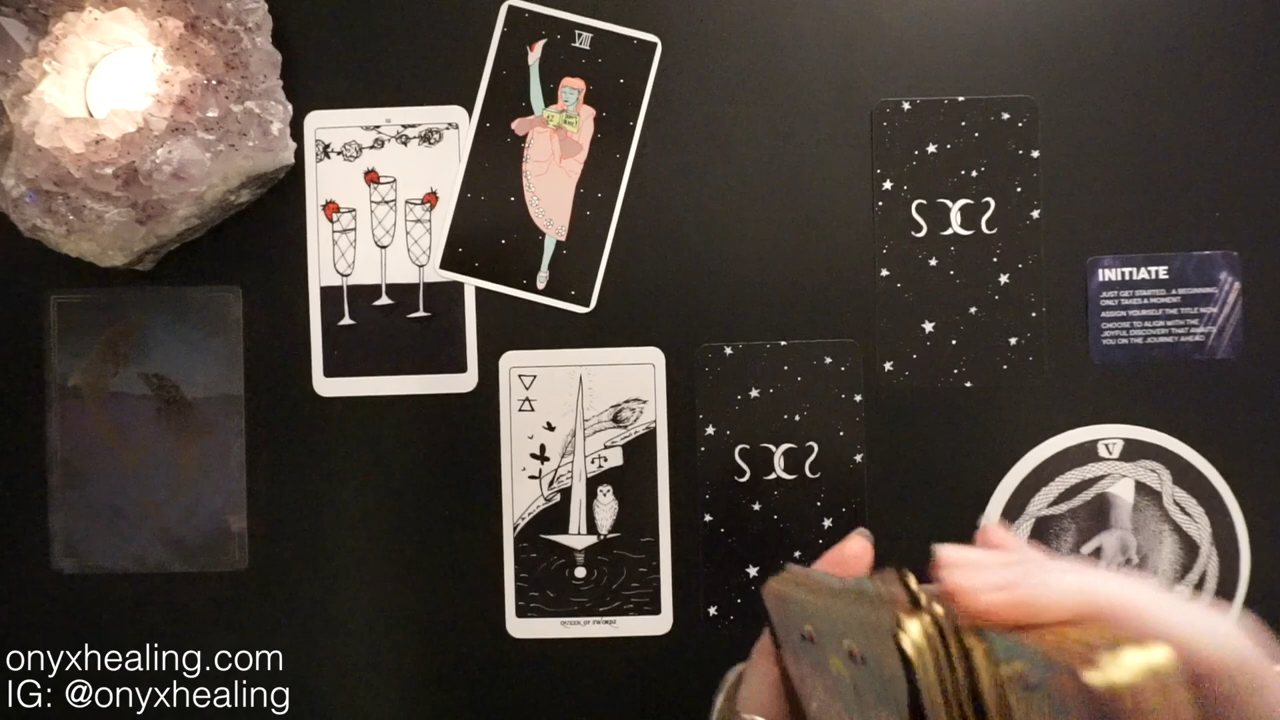 VIII
III
INITIATE
JUST GET STARTED. A BEGINNING
ONLY TAKES A MOMENT.
ASSIGN YOURSELF THE TITLE NOW.
CHOOSE TO ALIGN WITH THE
JOYFUL DISCOVERY THAT AWAITS
YOU ON THE JOURNEY AHEAD.
V
QUEEN OF SWORDS
onyxhealing.com
IG: @onyxhealing